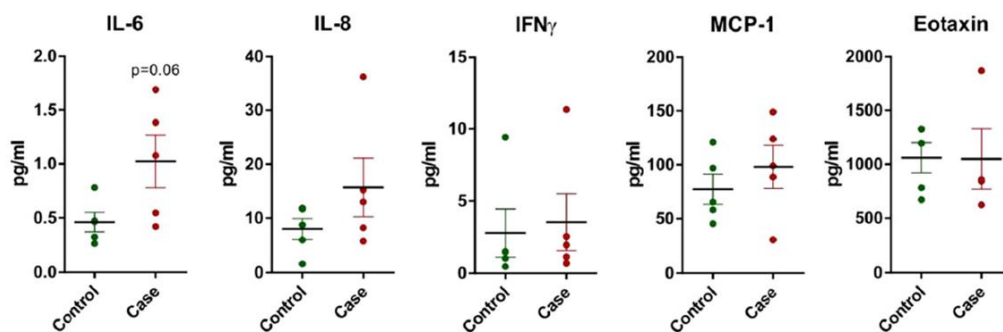 IL-6
pg/ml
2.0
1.5
1.0
0.5
0.0
p=0.06
Control
Case
IL-8
pg/ml
40
30
20
10
0
Control
Case
IFNγ
pg/ml
15
10
5
0
Control
Case
MCP-1
pg/ml
200
150
100
50
0
Control
Case
Eotaxin
pg/ml
2000
1500
1000
500
0
Control
Case